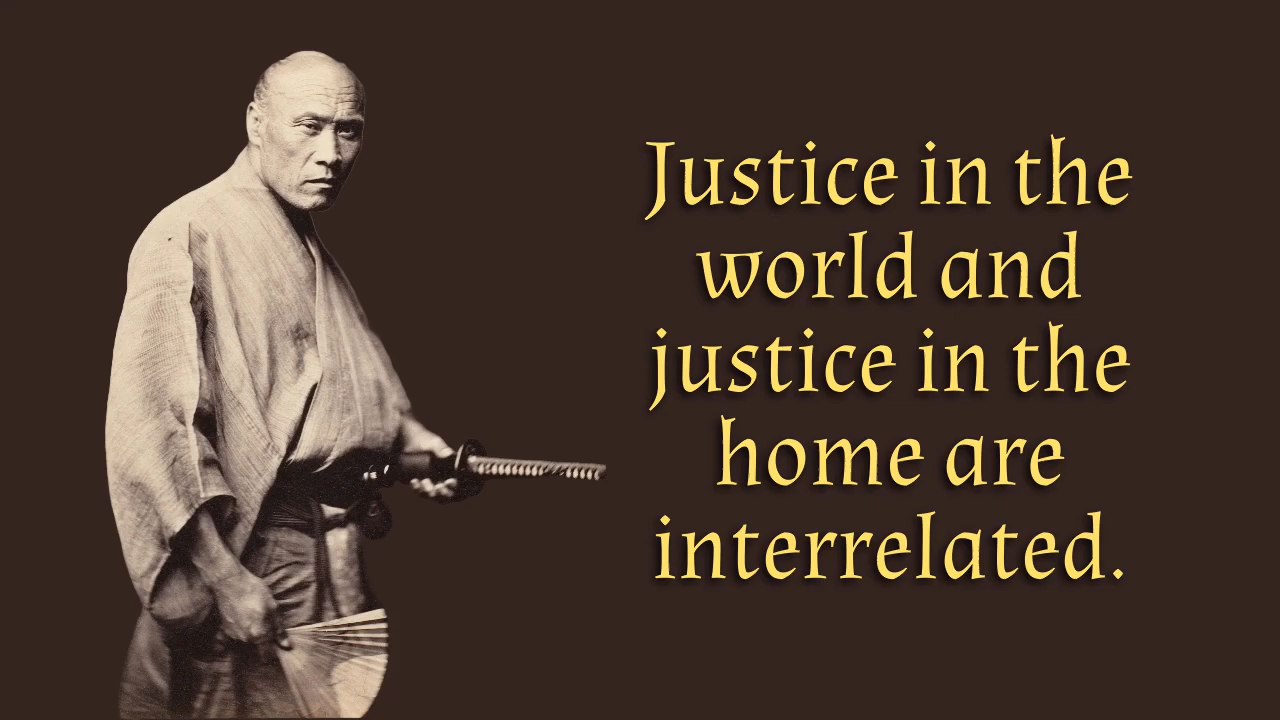 Justice in the
world and
justice in the
home are
interrelated.